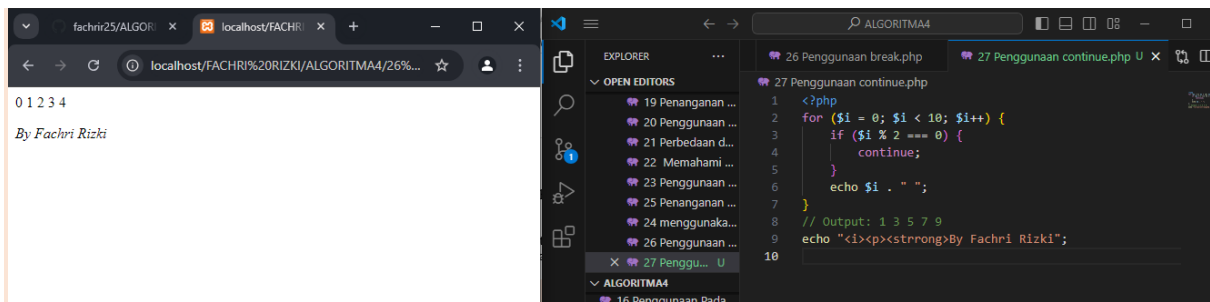 fachrir25/ALGORI
localhost/FACHRI
localhost/FACHRI%20RIZKI/ALGORITMA4/26%...
0 1 2 3 4
By Fachri Rizki
ALGORITMA4
EXPLORER
OPEN EDITORS
19 Penanganan ...
20 Penggunaan ...
21 Perbedaan d...
22 Memahami ...
23 Penggunaan ...
25 Penanganan ...
24 menggunaka...
26 Penggunaan ...
27 Penggu... U
ALGORITMA4
16 Penggunaan Pada
1
26 Penggunaan break.php
27 Penggunaan continue.php U
27 Penggunaan continue.php
1 <?php
2 for ($i = 0; $i < 10; $i++) {
3 if ($i % 2 === 0) {
4 continue;
5 }
6 echo $i . " ";
7 }
8 // Output: 1 3 5 7 9
9 echo "<i><p><strrong>By Fachri Rizki";
10